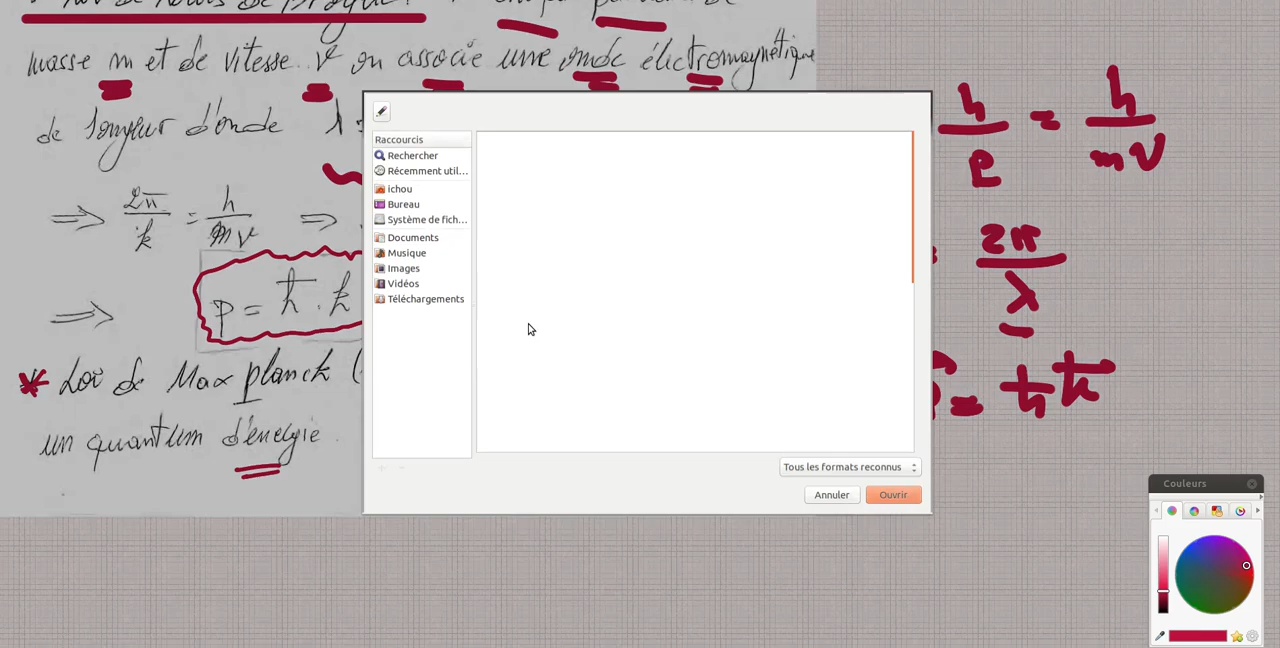 masse m et de vitesse v on associe une onde électromagnétique
de longueur d'onde λ
⇒ 2π/k = h/mv ⇒
⇒ p = ħ . k
* Loi de Max planck (
un quantum d'énergie
h/P = h/mV
2π/λ
= ħ k
Raccourcis
Rechercher
Récemment util...
ichou
Bureau
Système de fich...
Documents
Musique
Images
Vidéos
Téléchargements
Tous les formats reconnus
Annuler
Ouvrir
Couleurs